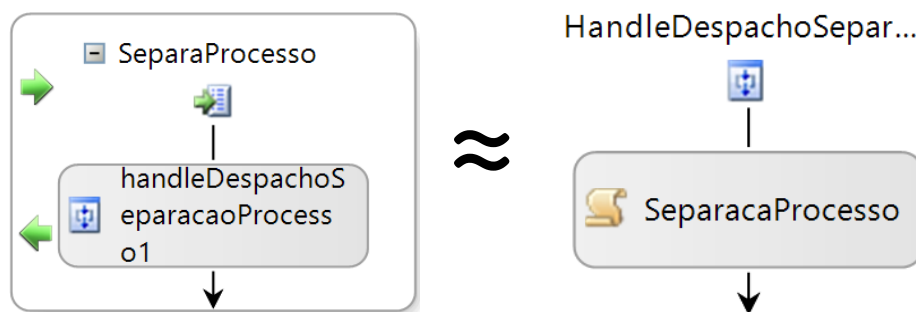 SeparaProcesso
handleDespachoS
eparacaoProcess
o1
≈
HandleDespachoSepar...
SeparacaProcesso